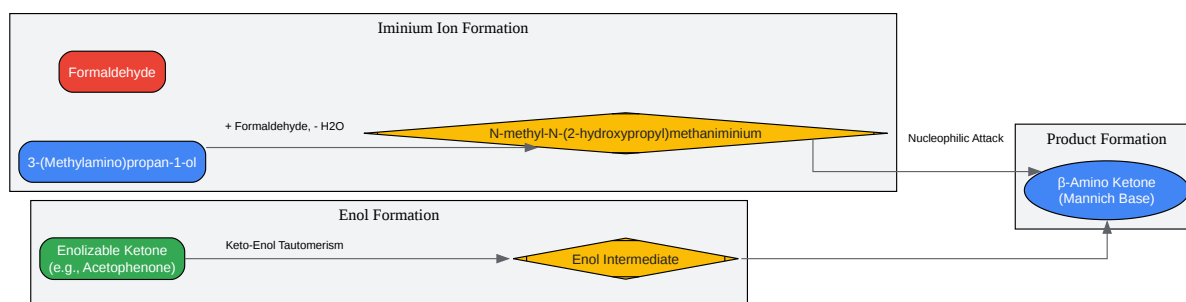 Iminium Ion Formation
Formaldehyde
+ Formaldehyde, - H2O
N-methyl-N-(2-hydroxypropyl)methaniminium
3-(Methylamino)propan-1-ol
Nucleophilic Attack
Product Formation
β-Amino Ketone
(Mannich Base)
Enol Formation
Enolizable Ketone
(e.g., Acetophenone)
Keto-Enol Tautomerism
Enol Intermediate